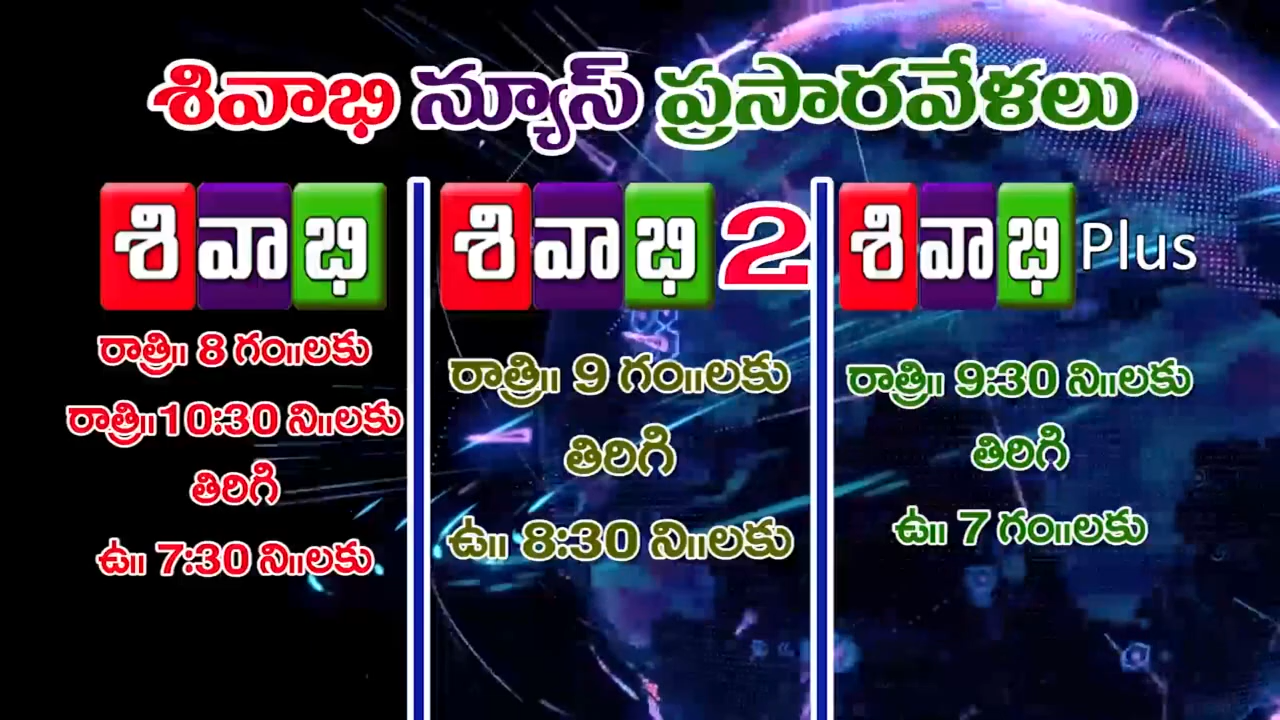 శివాభి న్యూస్ ప్రసారవేళలు
శివాభి
రాత్రి॥ 8 గం॥లకు
రాత్రి॥10:30 ని॥లకు
తిరిగి
ఉ॥ 7:30 ని॥లకు
శివాభి 2
రాత్రి॥ 9 గం॥లకు
తిరిగి
ఉ॥ 8:30 ని॥లకు
శివాభి Plus
రాత్రి॥ 9:30 ని॥లకు
తిరిగి
ఉ॥ 7 గం॥లకు